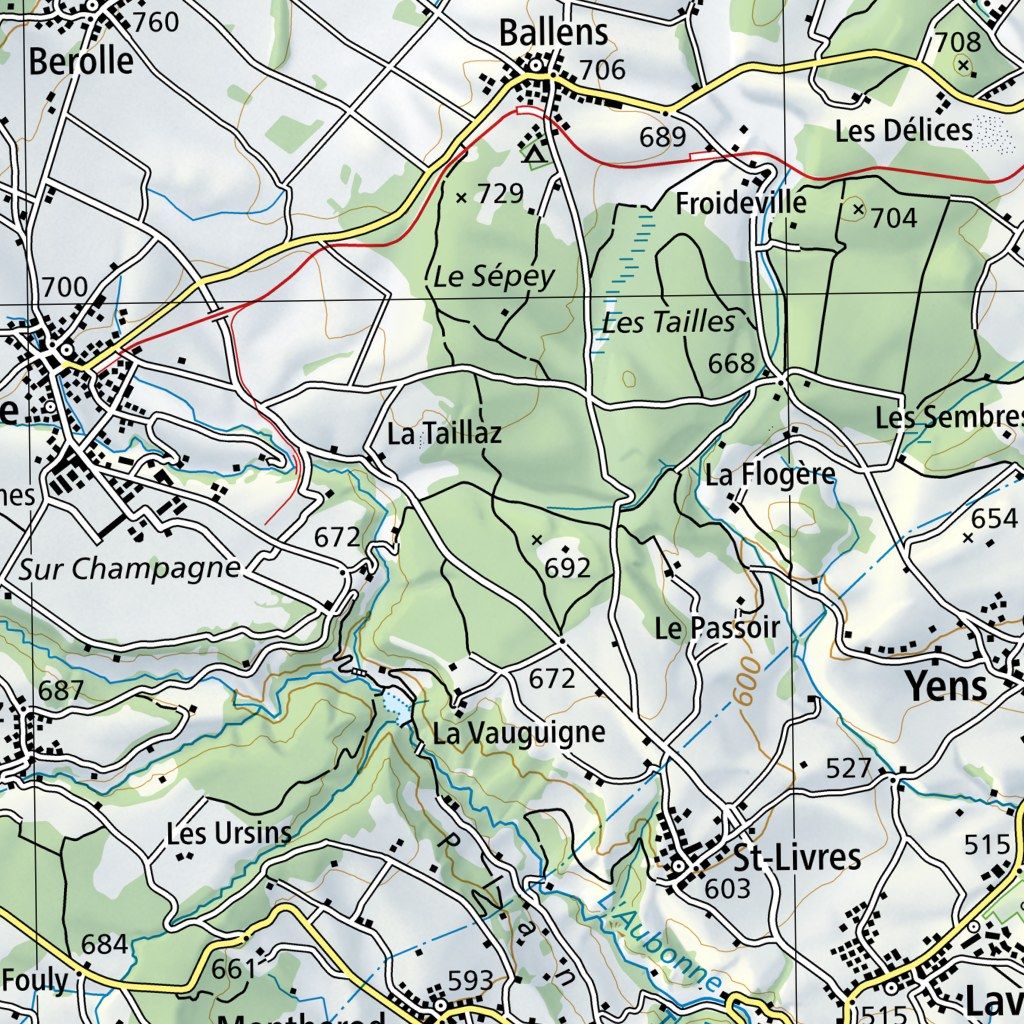 760
Ballens
Berolle
708
706
689
Les Délices
729
Froideville
704
Le Sépey
700
Les Tailles
668
e
La Taillaz
Les Sembres
La Flogère
nes
654
672
Sur Champagne
692
Le Passoir
672
600
687
Yens
La Vauguigne
527
Les Ursins
P
515
St-Livres
603
l
a
L'Aubonne
684
n
661
Fouly
593
Lav
515
Montherod